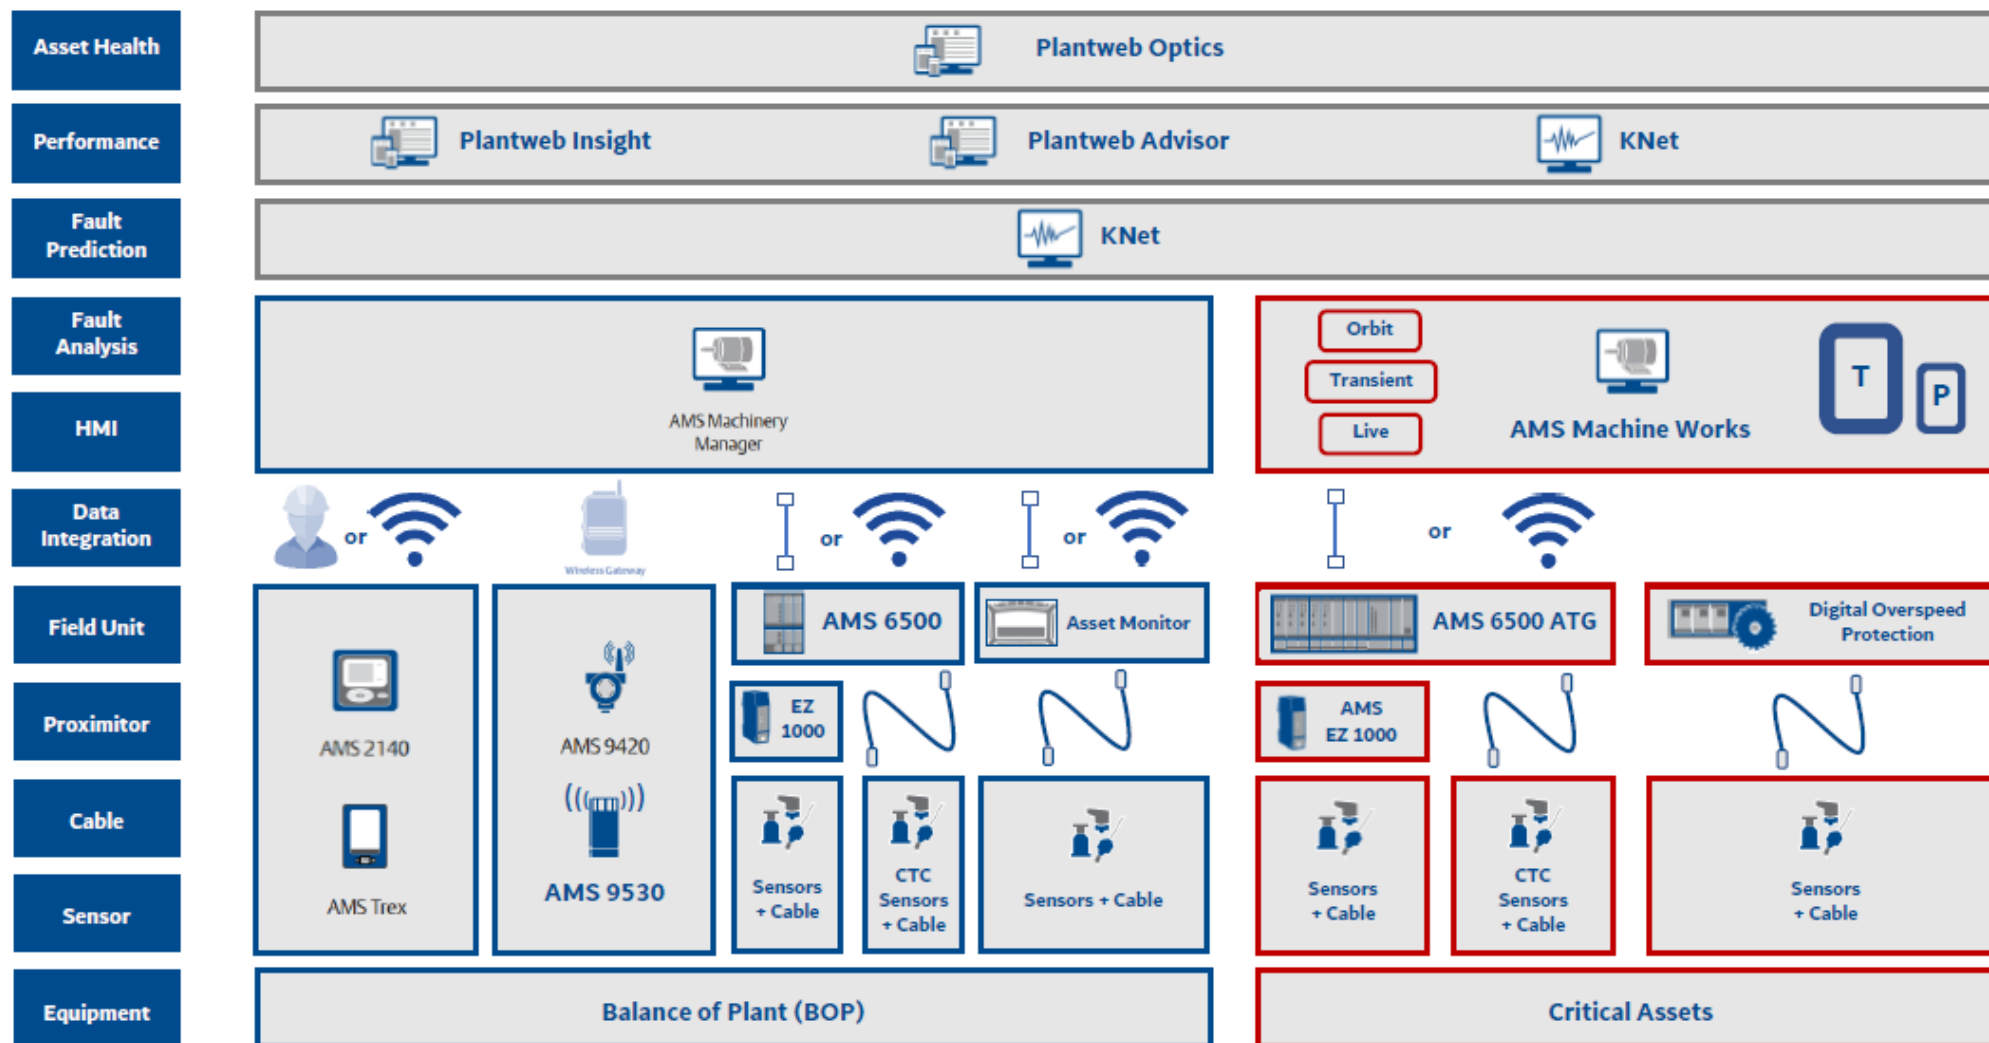 Asset Health
Plantweb Optics
Performance
Plantweb Insight
Plantweb Advisor
KNet
Fault
Prediction
KNet
Fault
Analysis
HMI
AMS Machinery
Manager
Orbit
Transient
Live
AMS Machine Works
T
P
Data
Integration
or
Wireless Gateway
or
or
or
Field Unit
AMS 6500
Asset Monitor
AMS 6500 ATG
Digital Overspeed
Protection
Proximitor
AMS 2140
AMS 9420
EZ
1000
AMS
EZ 1000
Cable
Sensor
AMS Trex
AMS 9530
Sensors
+ Cable
CTC
Sensors
+ Cable
Sensors + Cable
Sensors
+ Cable
CTC
Sensors
+ Cable
Sensors
+ Cable
Equipment
Balance of Plant (BOP)
Critical Assets